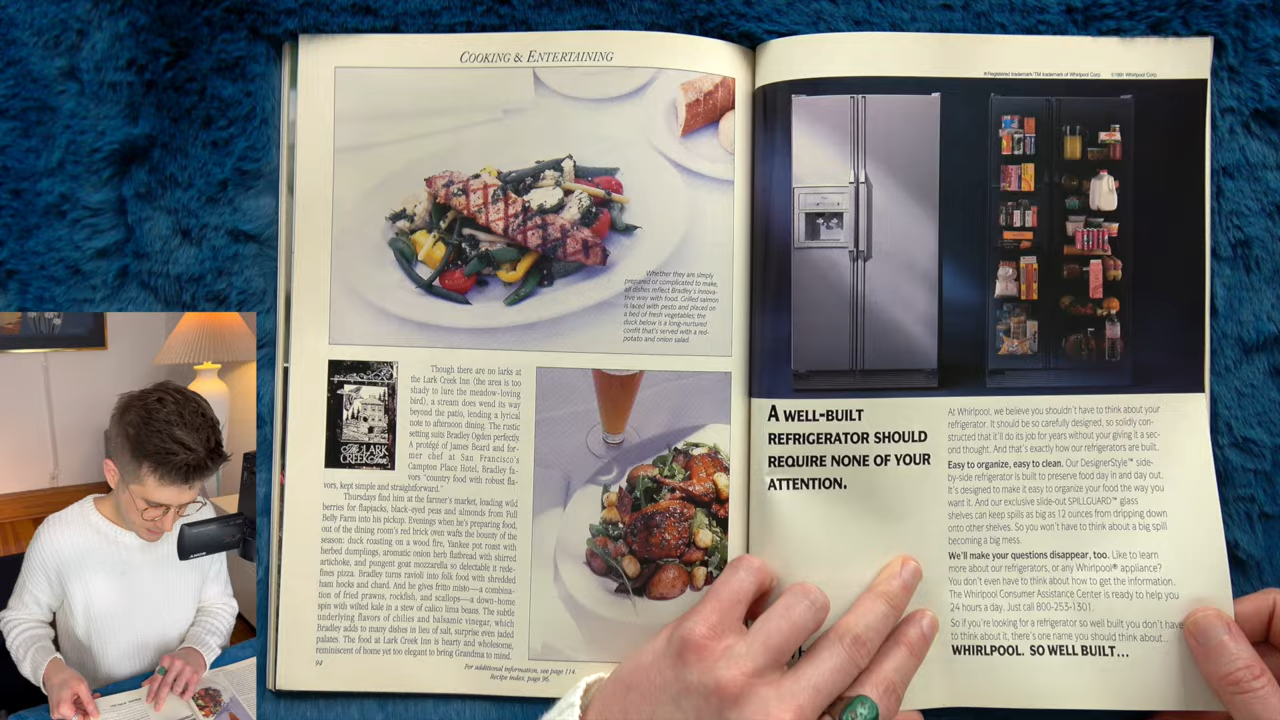 COOKING & ENTERTAINING
Whether they are simply
prepared or complicated to make,
all dishes reflect Bradley's innova-
tive way with food. Grilled salmon
is laced with pesto and placed on
a bed of fresh vegetables; the
duck below is a long-nurtured
confit that's served with a red-
potato and onion salad.
The LARK
CREEK INN
Though there are no larks at
the Lark Creek Inn (the area is too
shady to lure the meadow-loving
bird), a stream does wend its way
beyond the patio, lending a lyrical
note to afternoon dining. The rustic
setting suits Bradley Ogden perfectly.
A protégé of James Beard and for-
mer chef at San Francisco's
Campton Place Hotel, Bradley fa-
vors "country food with robust fla-
vors, kept simple and straightforward."
Thursdays find him at the farmer's market, loading wild
berries for flapjacks, black-eyed peas and almonds from Full
Belly Farm into his pickup. Evenings when he's preparing food,
out of the dining room's red brick oven wafts the bounty of the
season: duck roasting on a wood fire, Yankee pot roast with
herbed dumplings, aromatic onion herb flatbread with shirred
artichoke, and pungent goat mozzarella so delectable it rede-
fines pizza. Bradley turns ravioli into folk food with shredded
ham hocks and chard. And he gives fritto misto—a combina-
tion of fried prawns, rockfish, and scallops—a down-home
spin with wilted kale in a stew of calico lima beans. The subtle
underlying flavors of chilies and balsamic vinegar, which
Bradley adds to many dishes in lieu of salt, surprise even jaded
palates. The food at Lark Creek Inn is hearty and wholesome,
reminiscent of home yet too elegant to bring Grandma to mind.
94
For additional information, see page 114.
Recipe index, page 96.
®Registered trademark/TM trademark of Whirlpool Corp. ©1991 Whirlpool Corp.
A WELL-BUILT
REFRIGERATOR SHOULD
REQUIRE NONE OF YOUR
ATTENTION.
At Whirlpool, we believe you shouldn't have to think about your
refrigerator. It should be so carefully designed, so solidly con-
structed that it'll do its job for years without your giving it a sec-
ond thought. And that's exactly how our refrigerators are built.
Easy to organize, easy to clean. Our DesignerStyle™ side-
by-side refrigerator is built to preserve food day in and day out.
It's designed to make it easy to organize your food the way you
want it. And our exclusive slide-out SPILLGUARD™ glass
shelves can keep spills as big as 12 ounces from dripping down
onto other shelves. So you won't have to think about a big spill
becoming a big mess.
We'll make your questions disappear, too. Like to learn
more about our refrigerators, or any Whirlpool® appliance?
You don't even have to think about how to get the information.
The Whirlpool Consumer Assistance Center is ready to help you
24 hours a day. Just call 800-253-1301.
So if you're looking for a refrigerator so well built you don't have
to think about it, there's one name you should think about...
WHIRLPOOL. SO WELL BUILT...